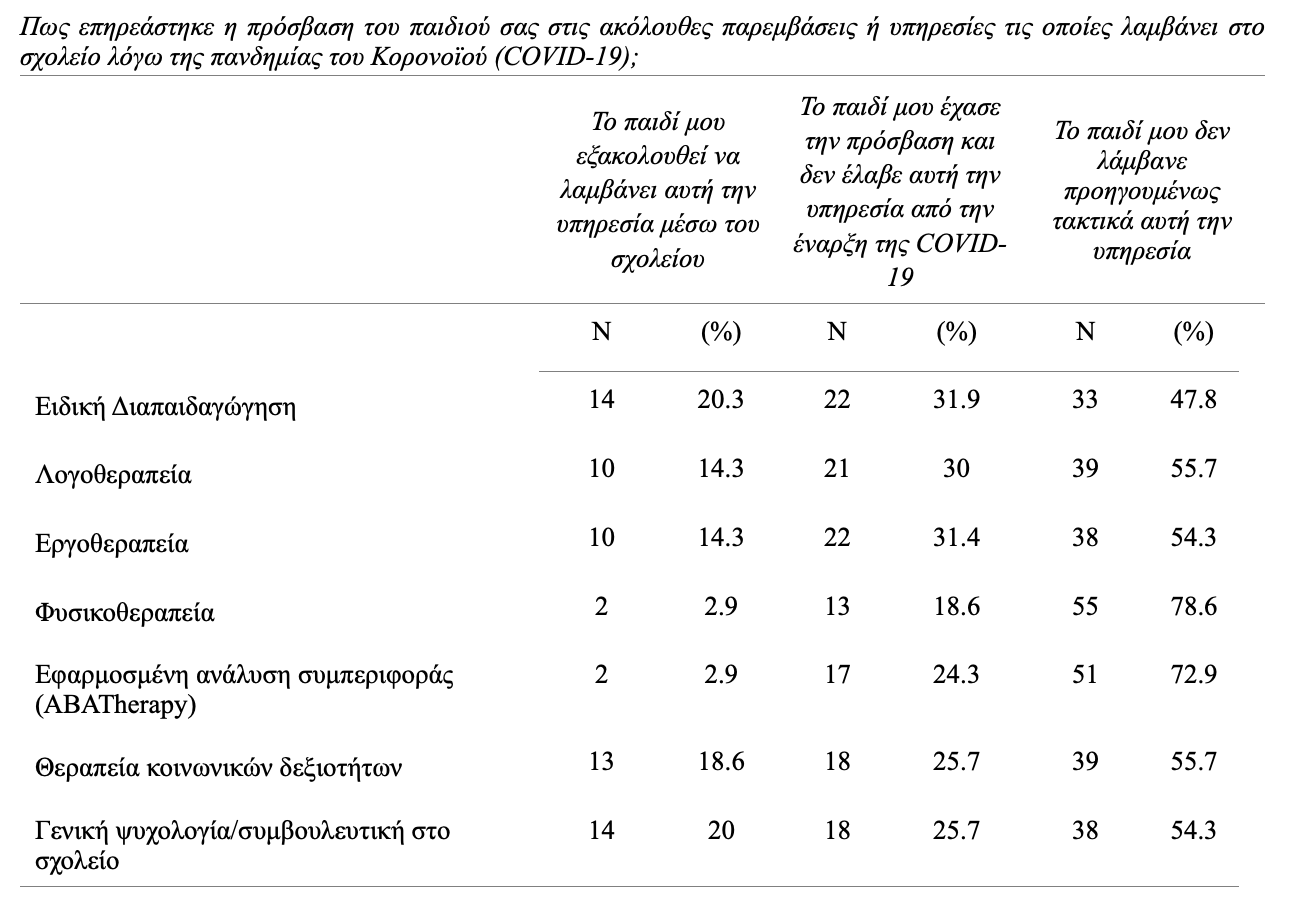 Πως επηρεάστηκε η πρόσβαση του παιδιού σας στις ακόλουθες παρεμβάσεις ή υπηρεσίες τις οποίες λαμβάνει στο
σχολείο λόγω της πανδημίας του Κορονοϊού (COVID-19);
Το παιδί μου
εξακολουθεί να
λαμβάνει αυτή την
υπηρεσία μέσω του
σχολείου
Το παιδί μου έχασε
την πρόσβαση και
δεν έλαβε αυτή την
υπηρεσία από την
έναρξη της COVID-
19
Το παιδί μου δεν
λάμβανε
προηγουμένως
τακτικά αυτή την
υπηρεσία
N (%) N (%) N (%)
Ειδική Διαπαιδαγώγηση 14 20.3 22 31.9 33 47.8
Λογοθεραπεία 10 14.3 21 30 39 55.7
Εργοθεραπεία 10 14.3 22 31.4 38 54.3
Φυσικοθεραπεία 2 2.9 13 18.6 55 78.6
Εφαρμοσμένη ανάλυση συμπεριφοράς 2 2.9 17 24.3 51 72.9
(ABATherapy)
Θεραπεία κοινωνικών δεξιοτήτων 13 18.6 18 25.7 39 55.7
Γενική ψυχολογία/συμβουλευτική στο 14 20 18 25.7 38 54.3
σχολείο